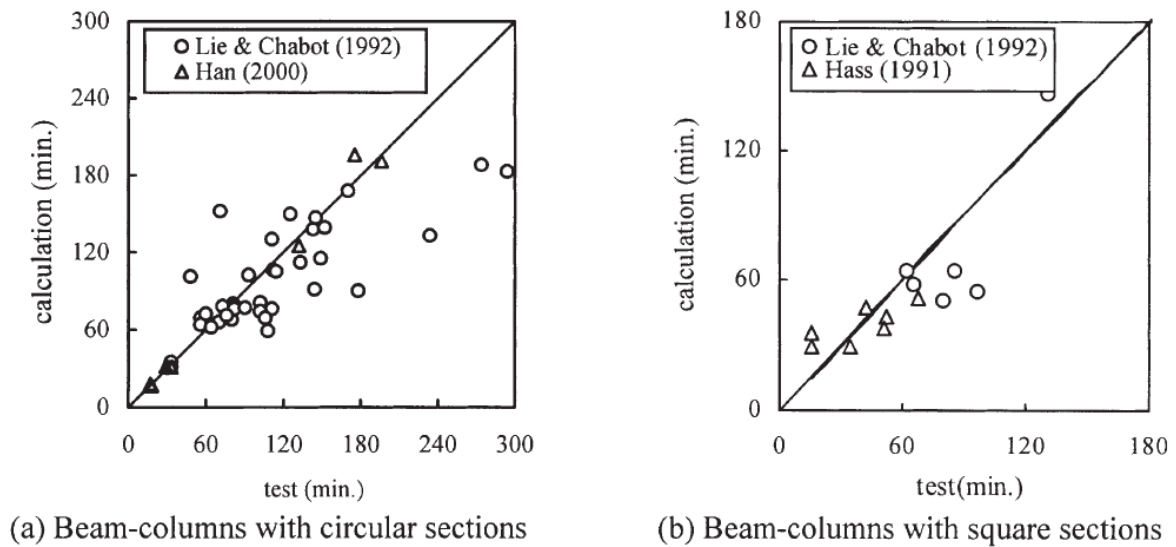 300
240
180
120
60
0
calculation (min.)
Lie & Chabot (1992)
Han (2000)
0 60 120 180 240 300
test (min.)
(a) Beam-columns with circular sections
180
120
60
0
calculation (min.)
Lie & Chabot (1992)
Hass (1991)
0 60 120 180
test(min.)
(b) Beam-columns with square sections